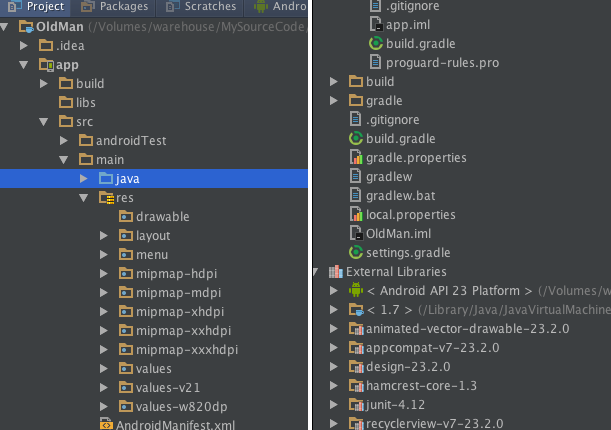 Project
Packages
Scratches
Andro
OldMan (/Volumes/warehouse/MySourceCode/
.idea
app
build
libs
src
androidTest
main
java
res
drawable
layout
menu
mipmap-hdpi
mipmap-mdpi
mipmap-xhdpi
mipmap-xxhdpi
mipmap-xxxhdpi
values
values-v21
values-w820dp
AndroidManifest.xml
.gitignore
app.iml
build.gradle
proguard-rules.pro
build
gradle
.gitignore
build.gradle
gradle.properties
gradlew
gradlew.bat
local.properties
OldMan.iml
settings.gradle
External Libraries
< Android API 23 Platform > (/Volumes/w
< 1.7 > (/Library/Java/JavaVirtualMachine
animated-vector-drawable-23.2.0
appcompat-v7-23.2.0
design-23.2.0
hamcrest-core-1.3
junit-4.12
recyclerview-v7-23.2.0